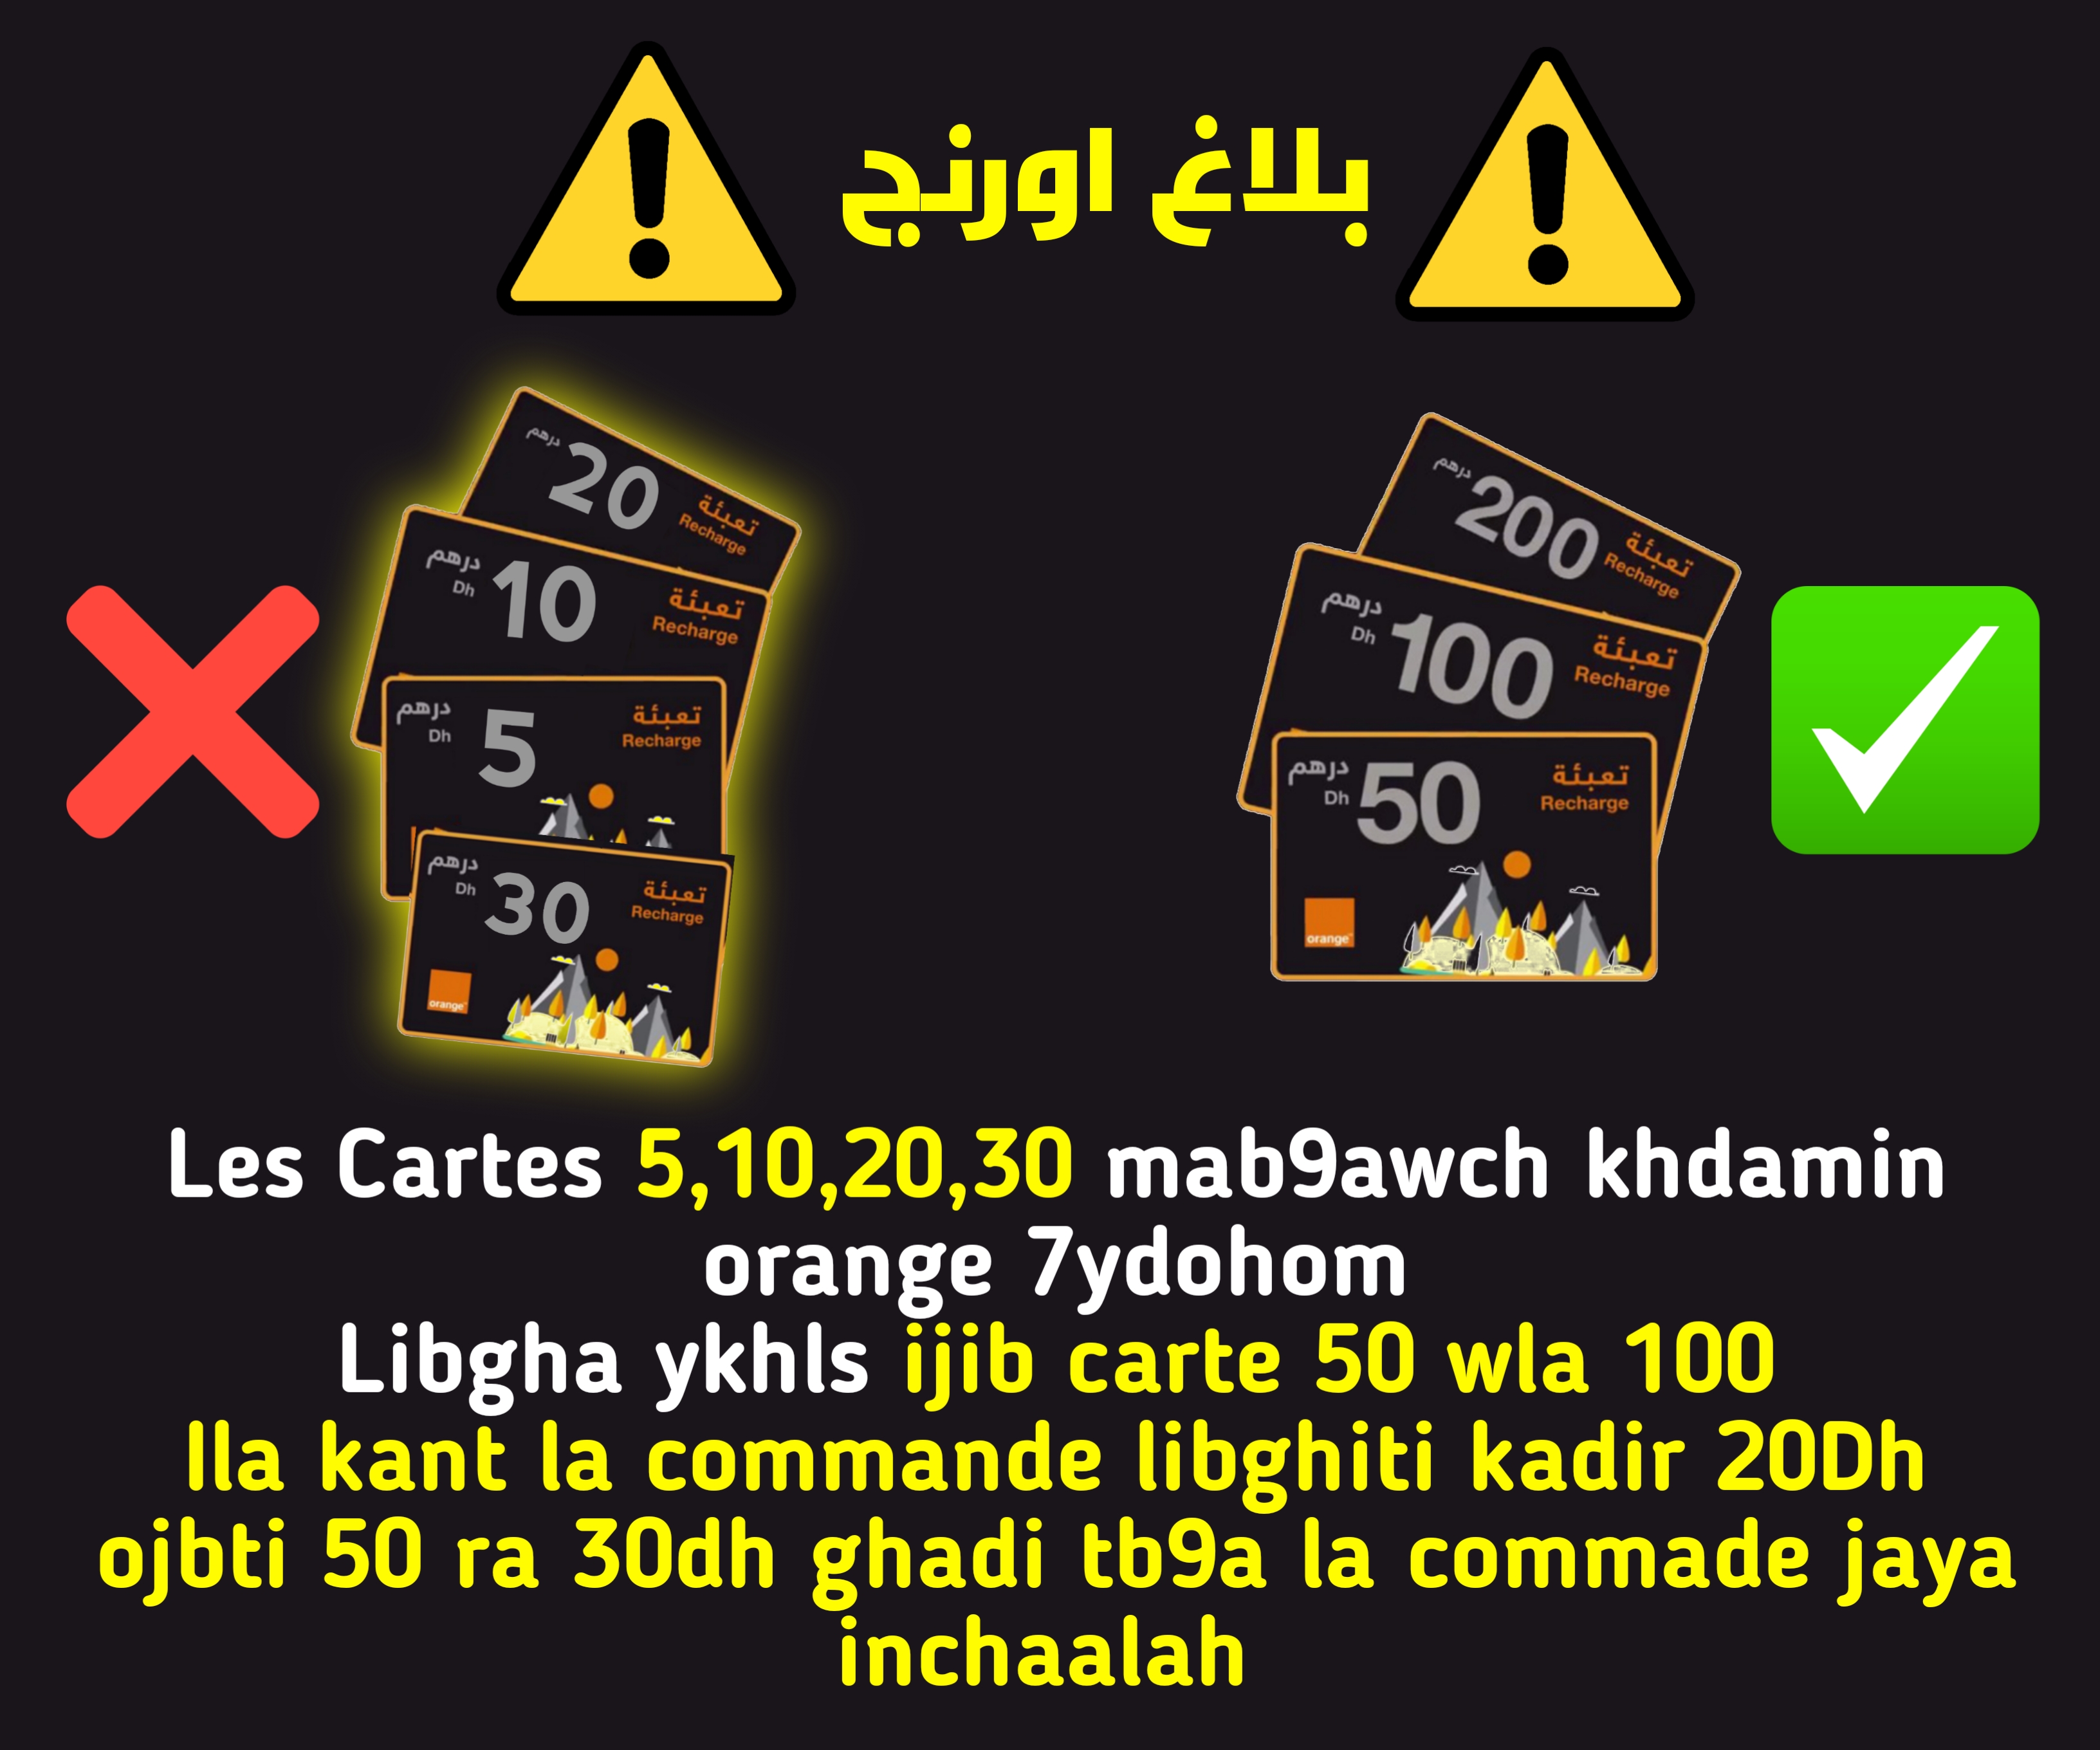 بلاغ اورنج
درهم 20 تعبئة
Recharge
درهم 10 تعبئة
Dh Recharge
درهم 5 تعبئة
Dh Recharge
درهم 30 تعبئة
Dh Recharge
orange™
درهم 200 تعبئة
Recharge
درهم 100 تعبئة
Dh Recharge
درهم 50 تعبئة
Dh Recharge
orange™
Les Cartes 5,10,20,30 mab9awch khdamin
orange 7ydohom
Libgha ykhls ijib carte 50 wla 100
Ila kant la commande libghiti kadir 20Dh
ojbti 50 ra 30dh ghadi tb9a la commade jaya
inchaalah